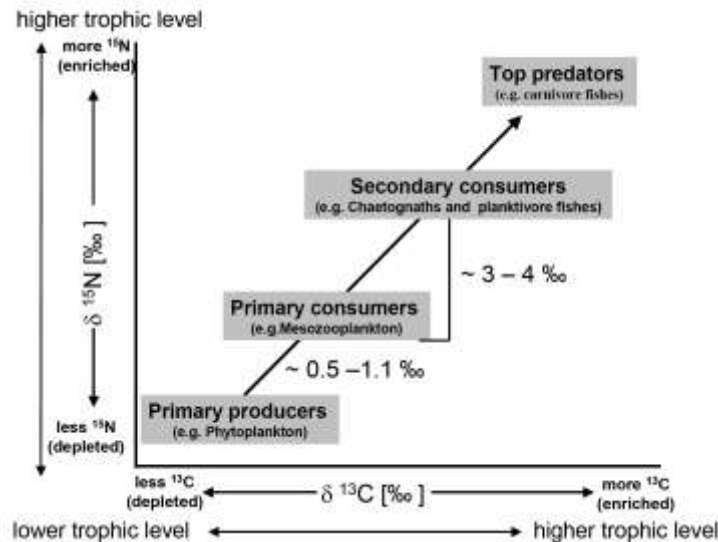 higher trophic level
more ¹⁵N
(enriched)
Top predators
(e.g. carnivore fishes)
Secondary consumers
(e.g. Chaetognaths and planktivore fishes)
δ ¹⁵N [‰]
~ 3 – 4 ‰
Primary consumers
(e.g.Mesozooplankton)
~ 0.5 –1.1 ‰
Primary producers
(e.g. Phytoplankton)
less ¹⁵N
(depleted)
less ¹³C
(depleted)
δ ¹³C [‰]
more ¹³C
(enriched)
lower trophic level
higher trophic level